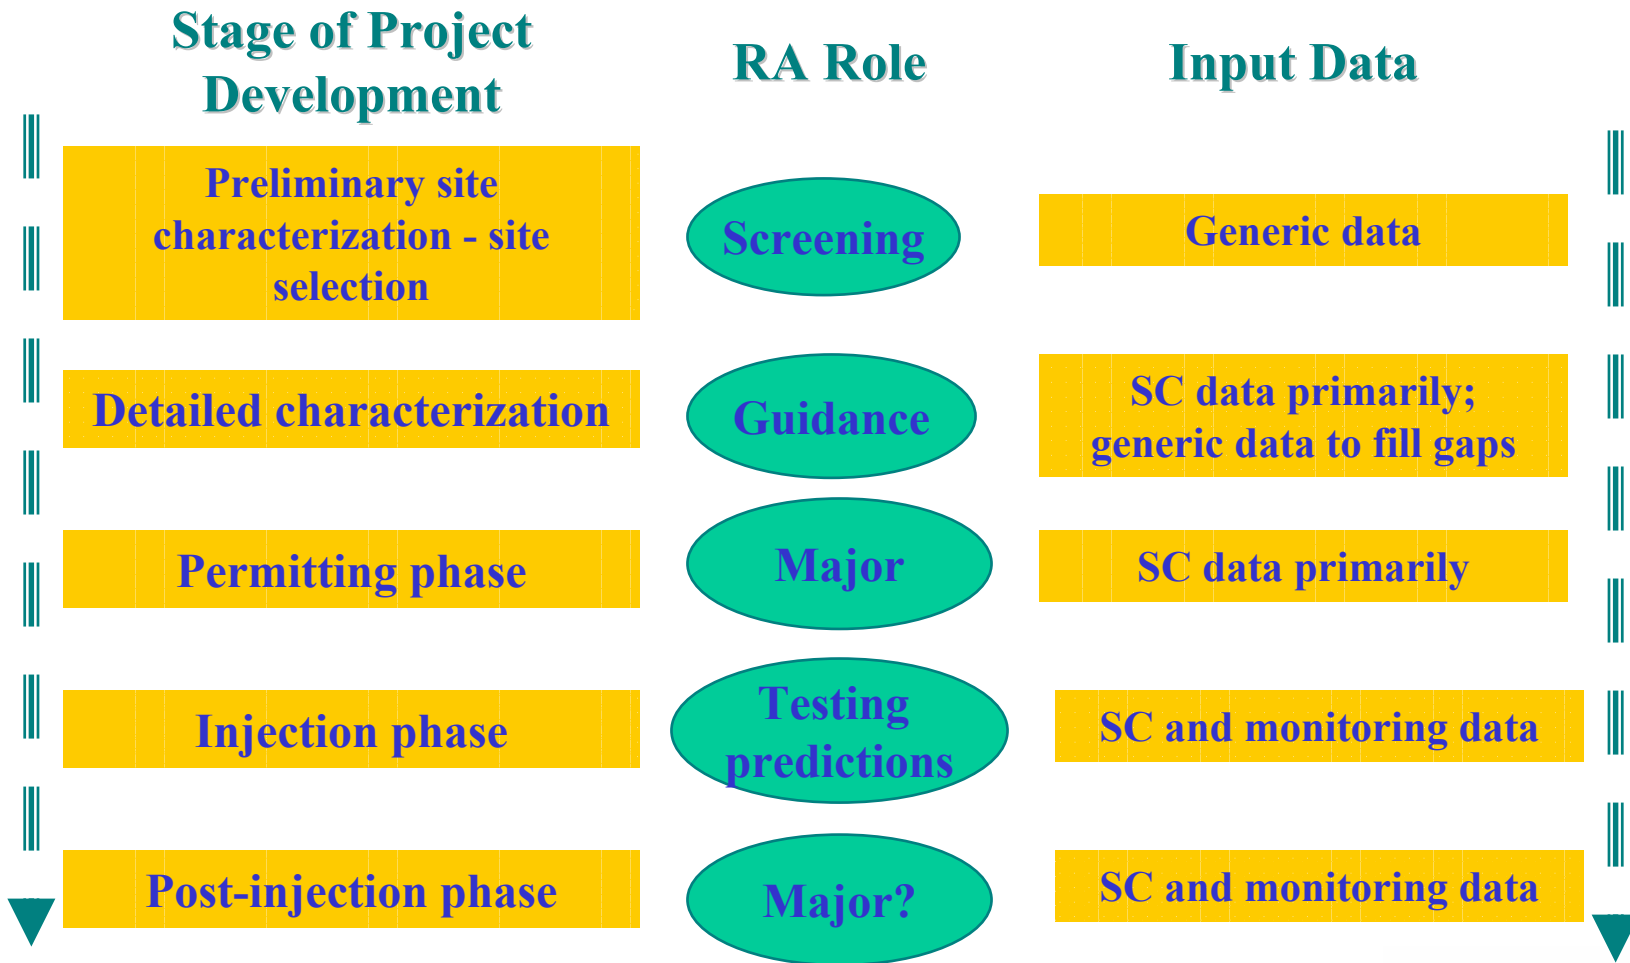 Stage of Project
Development
RA Role
Input Data
Preliminary site
characterization - site
selection
Screening
Generic data
Detailed characterization
Guidance
SC data primarily;
generic data to fill gaps
Permitting phase
Major
SC data primarily
Injection phase
Testing
predictions
SC and monitoring data
Post-injection phase
Major?
SC and monitoring data